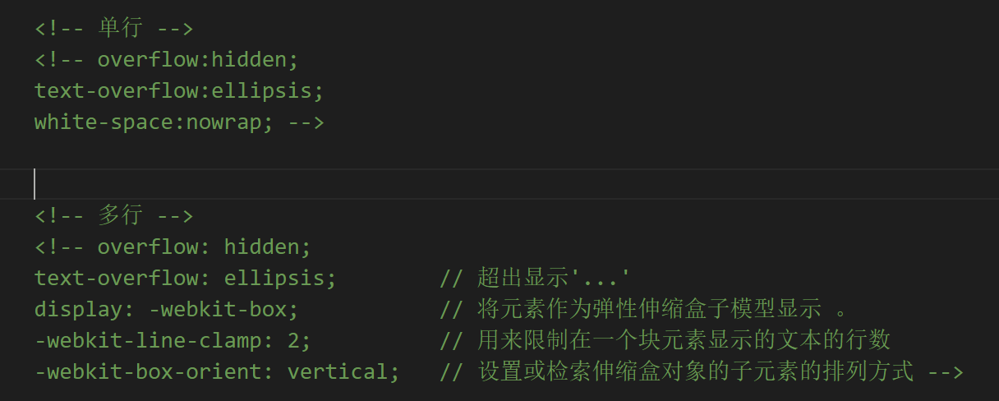 <!-- 单行 -->
<!-- overflow:hidden;
text-overflow:ellipsis;
white-space:nowrap; -->
<!-- 多行 -->
<!-- overflow: hidden;
text-overflow: ellipsis;        // 超出显示'...'
display: -webkit-box;           // 将元素作为弹性伸缩盒子模型显示 。
-webkit-line-clamp: 2;          // 用来限制在一个块元素显示的文本的行数
-webkit-box-orient: vertical;   // 设置或检索伸缩盒对象的子元素的排列方式 -->